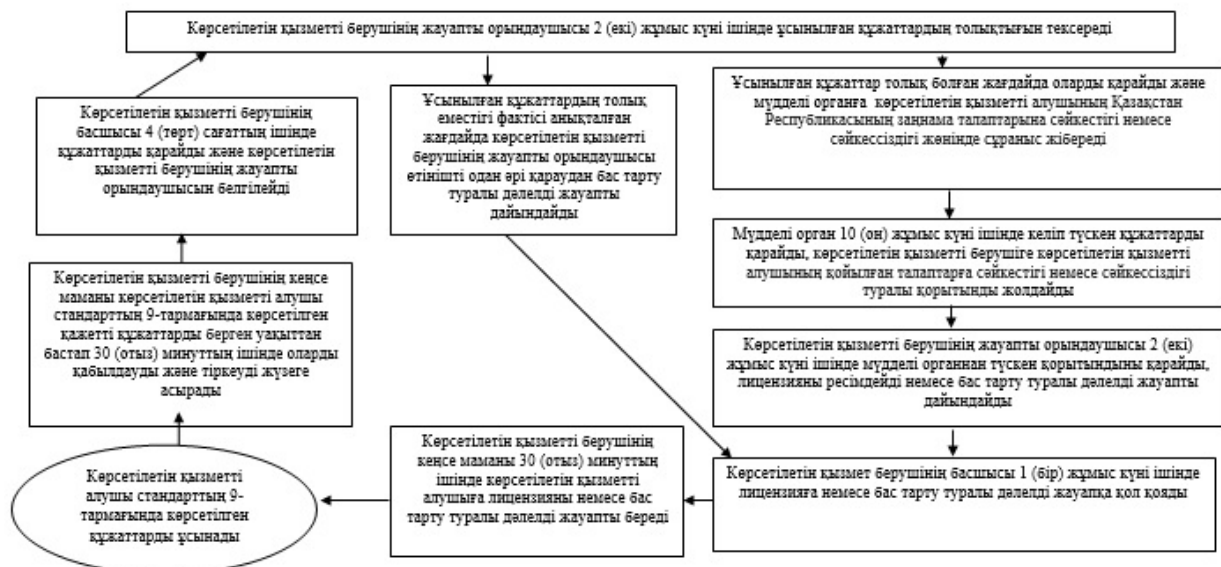 Көрсетілетін қызметті берушінің жауапты орындаушысы 2 (екі) жұмыс күні ішінде ұсынылған құжаттардың толықтығын тексереді
Көрсетілетін қызметті берушінің
басшысы 4 (төрт) сағаттың ішінде
құжаттарды қарайды және көрсетілетін
қызметті берушінің жауапты
орындаушысын белгілейді
Ұсынылған құжаттардың толық
еместігі фактісі анықталған
жағдайда көрсетілетін қызметті
берушінің жауапты орындаушысы
өтінішті одан әрі қараудан бас тарту
туралы дәлелді жауапты
дайындайды
Ұсынылған құжаттар толық болған жағдайда оларды қарайды және
мүдделі органға көрсетілетін қызметті алушының Қазақстан
Республикасының заңнама талаптарына сәйкестігі немесе
сәйкессіздігі жөнінде сұраныс жібереді
Мүдделі орган 10 (он) жұмыс күні ішінде келіп түскен құжаттарды
қарайды, көрсетілетін қызметті берушіге көрсетілетін қызметті
алушының қойылған талаптарға сәйкестігі немесе сәйкессіздігі
туралы қорытынды жолдайды
Көрсетілетін қызметті берушінің кеңсе
маманы көрсетілетін қызметті алушы
стандарттың 9-тармағында көрсетілген
қажетті құжаттарды берген уақыттан
бастап 30 (отыз) минуттың ішінде оларды
қабылдауды және тіркеуді жүзеге
асырады
Көрсетілетін қызметті берушінің жауапты орындаушысы 2 (екі)
жұмыс күні ішінде мүдделі органнан түскен қорытындыны қарайды,
лицензияны ресімдейді немесе бас тарту туралы дәлелді жауапты
дайындайды
Көрсетілетін қызметті берушінің
кеңсе маманы 30 (отыз) минуттың
ішінде көрсетілетін қызметті
алушыға лицензияны немесе бас
тарту туралы дәлелді жауапты береді
Көрсетілетін қызмет берушінің басшысы 1 (бір) жұмыс күні ішінде
лицензияға немесе бас тарту туралы дәлелді жауапқа қол қояды
Көрсетілетін қызметті
алушы стандарттың 9-
тармағында көрсетілген
құжаттарды ұсынады